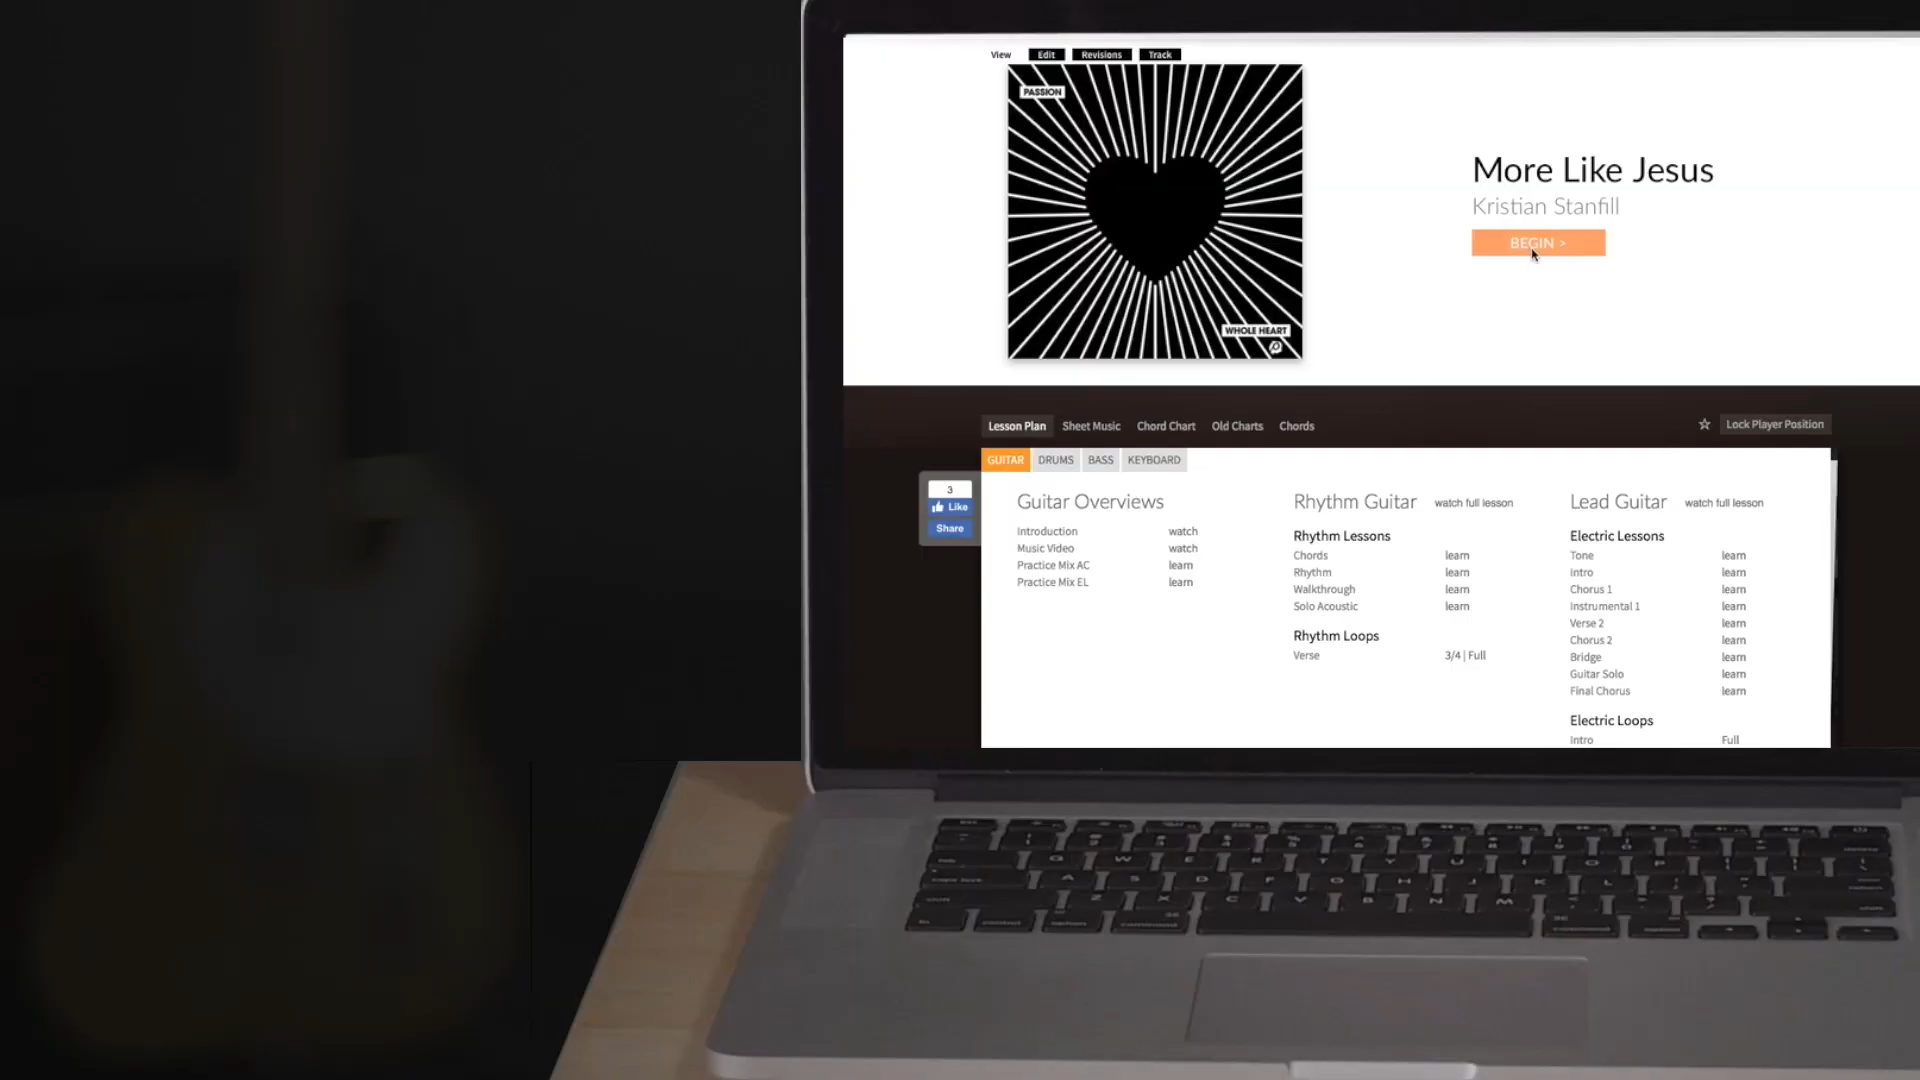 View Edit Revisions Track
PASSION
WHOLE HEART
More Like Jesus
Kristian Stanfill
BEGIN >
Lesson Plan Sheet Music Chord Chart Old Charts Chords
☆ Lock Player Position
GUITAR DRUMS BASS KEYBOARD
3
Like
Share
Guitar Overviews
Introduction watch
Music Video watch
Practice Mix AC learn
Practice Mix EL learn
Rhythm Guitar watch full lesson
Rhythm Lessons
Chords learn
Rhythm learn
Walkthrough learn
Solo Acoustic learn
Rhythm Loops
Verse 3/4 | Full
Lead Guitar watch full lesson
Electric Lessons
Tone learn
Intro learn
Chorus 1 learn
Instrumental 1 learn
Verse 2 learn
Chorus 2 learn
Bridge learn
Guitar Solo learn
Final Chorus learn
Electric Loops
Intro Full